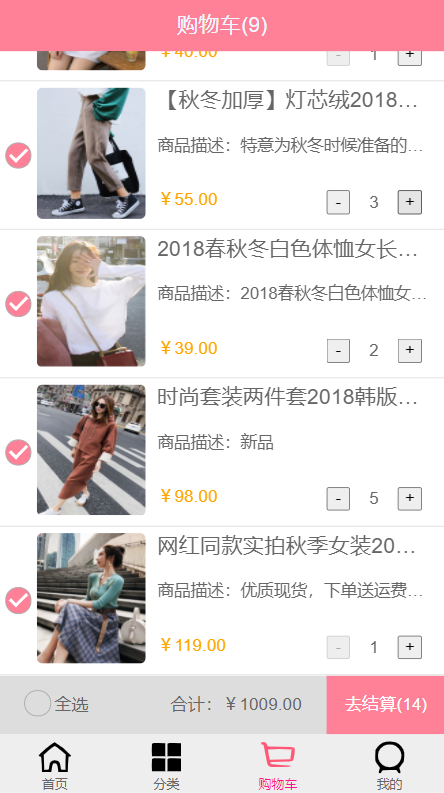 购物车(9)
￥40.00 - 1 +
【秋冬加厚】灯芯绒2018...
商品描述：特意为秋冬时候准备的...
￥55.00 - 3 +
2018春秋冬白色体恤女长...
商品描述：2018春秋冬白色体恤女...
￥39.00 - 2 +
时尚套装两件套2018韩版...
商品描述：新品
￥98.00 - 5 +
网红同款实拍秋季女装20...
商品描述：优质现货，下单送运费...
￥119.00 - 1 +
全选 合计：￥1009.00 去结算(14)
首页 分类 购物车 我的